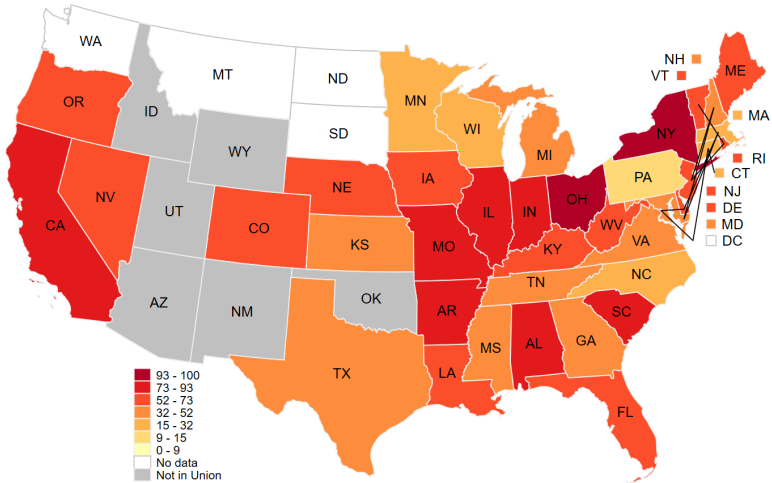 WA
MT
ND
MN
OR
ID
SD
WI
MI
NY
ME
NH
VT
MA
RI
CT
NJ
DE
MD
DC
WY
NE
IA
PA
NV
UT
CO
IL
IN
OH
WV
VA
CA
KS
MO
KY
NC
TN
AZ
NM
OK
AR
SC
MS
AL
GA
TX
LA
FL
93 - 100
73 - 93
52 - 73
32 - 52
15 - 32
9 - 15
0 - 9
No data
Not in Union